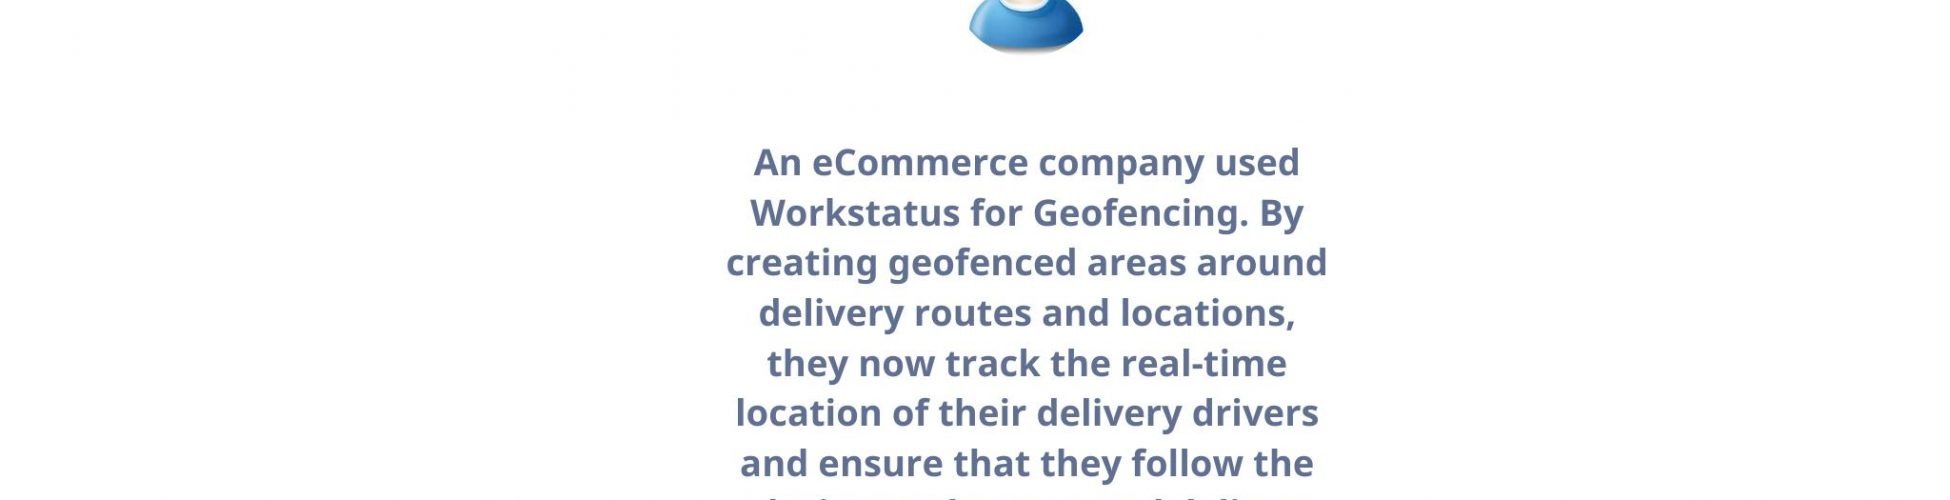 An eCommerce company used
Workstatus for Geofencing. By
creating geofenced areas around
delivery routes and locations,
they now track the real-time
location of their delivery drivers
and ensure that they follow the